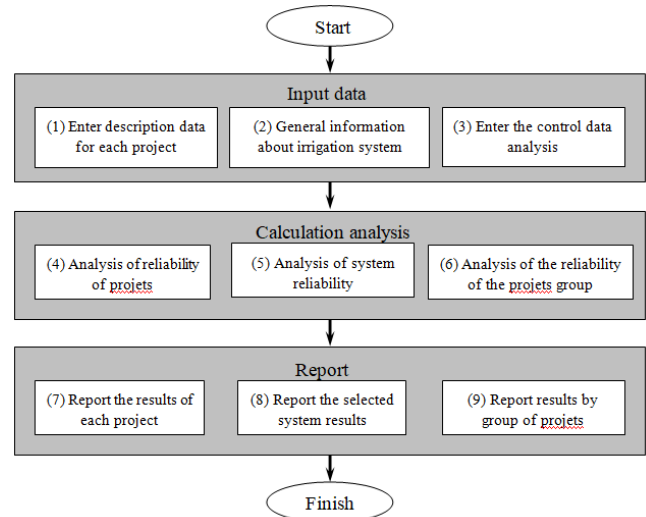 Start
Input data
(1) Enter description data
for each project
(2) General information
about irrigation system
(3) Enter the control data
analysis
Calculation analysis
(4) Analysis of reliability
of projets
(5) Analysis of system
reliability
(6) Analysis of the reliability
of the projets group
Report
(7) Report the results of
each project
(8) Report the selected
system results
(9) Report results by
group of projets
Finish